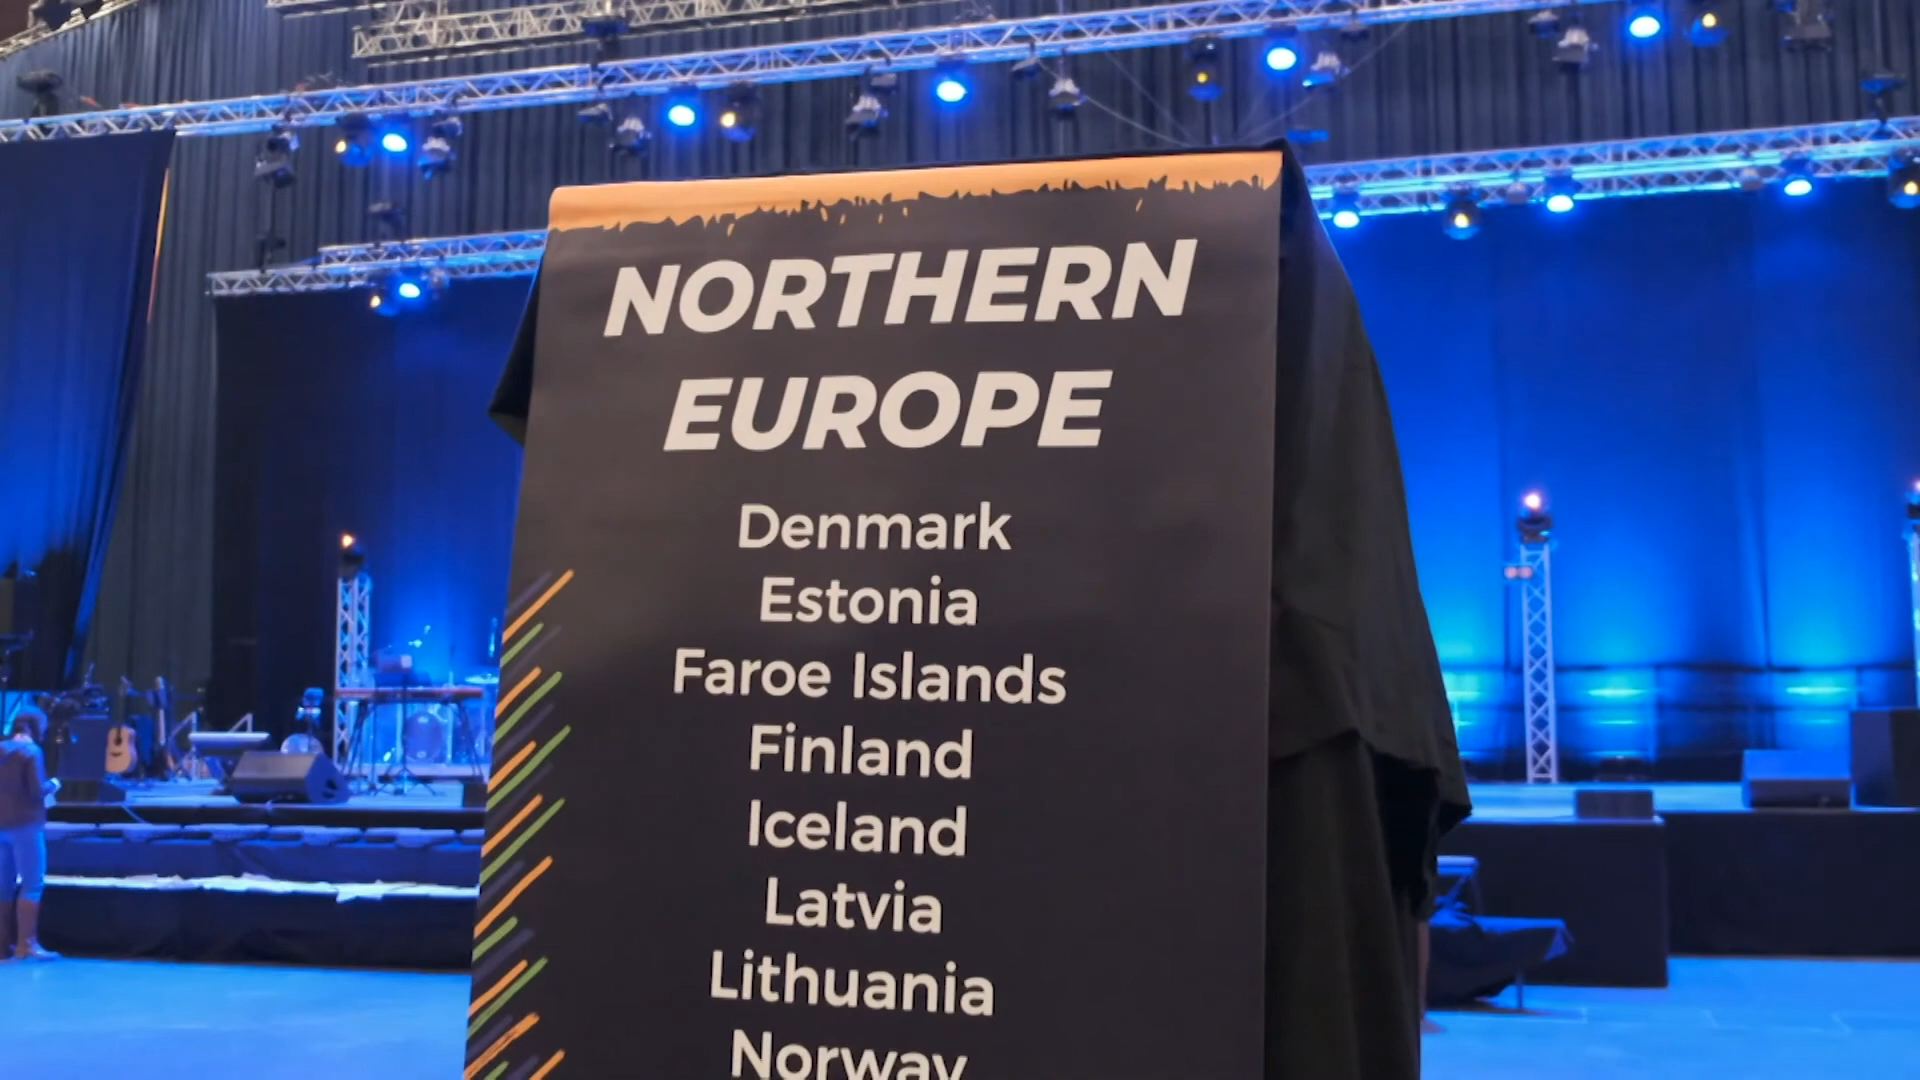 NORTHERN
EUROPE
Denmark
Estonia
Faroe Islands
Finland
Iceland
Latvia
Lithuania
Norway